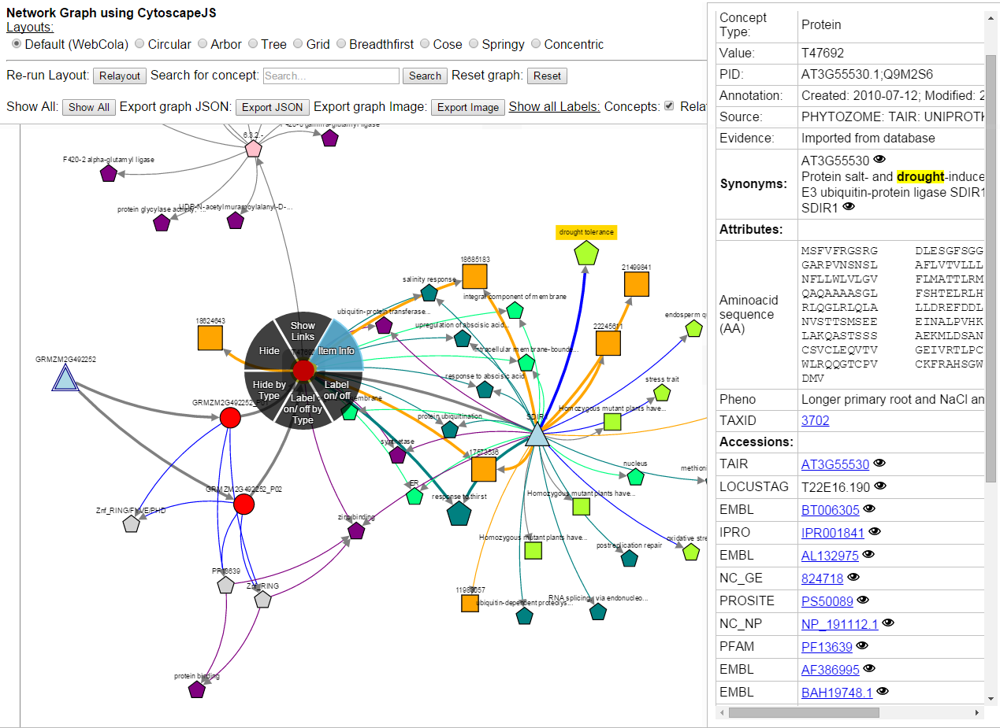 Network Graph using CytoscapeJS
Layouts:
Default (WebCola) Circular Arbor Tree Grid Breadthfirst Cose Springy Concentric
Re-run Layout: Relayout Search for concept: Search... Search Reset graph: Reset
Show All: Show All Export graph JSON: Export JSON Export graph Image: Export Image Show all Labels: Concepts: Rela
6.3.2.-
F420-2 alpha-glutamyl ligase
protein glycylase activity, ...
UDP-N-acetylmuramoylalanyl-D-...
drought tolerance
18685183
21499841
salinity response
integral component of membrane
ubiquitin-protein transferase...
18624643
upregulation of abscisic acid...
22245611
endosperm q
Show Links
Hide
Item Info
Hide by Type
Label on/ off by Type
Label on/ off
intracellular membrane-bounde...
GRMZM2G492252
response to abscisic acid
stress trait
GRMZM2G492252_P01
membrane
Homozygous mutant plants have...
protein ubiquitination
SDIR
synthetase
17573536
nucleus
methioni
ER
GRMZM2G492252_P02
response to thirst
Homozygous mutant plants have...
Znf_RING/FYVE/PHD
zinc binding
Homozygous mutant plants have...
postreplication repair
oxidative stre
PF13639
Znf_RING
11983057
ubiquitin-dependent proteolys...
RNA splicing, via endonucleo...
protein binding
Concept Type: Protein
Value: T47692
PID: AT3G55530.1;Q9M2S6
Annotation: Created: 2010-07-12; Modified: 2
Source: PHYTOZOME: TAIR: UNIPROTK
Evidence: Imported from database
Synonyms: AT3G55530
Protein salt- and drought-induce
E3 ubiquitin-protein ligase SDIR1
SDIR1
Attributes:
Aminoacid sequence (AA)
MSFVFRGSRG DLESGFSGG
GARPVNSNSL AFLVTVLLL
NFLLWLVLGV FLMATTLRM
QAQAAAASGL FSHTELRLH
RLQGLRLQLA LLDREFDDL
NVSTTSMSEE EINALPVHK
LAKQASTSSS AEKMLDSAN
CSVCLEQVTV GEIVRTLPC
WLRQQGTCPV CKFRAHSGW
DMV
Pheno Longer primary root and NaCl an
TAXID 3702
Accessions:
TAIR AT3G55530
LOCUSTAG T22E16.190
EMBL BT006305
IPRO IPR001841
EMBL AL132975
NC_GE 824718
PROSITE PS50089
NC_NP NP_191112.1
PFAM PF13639
EMBL AF386995
EMBL BAH19748.1